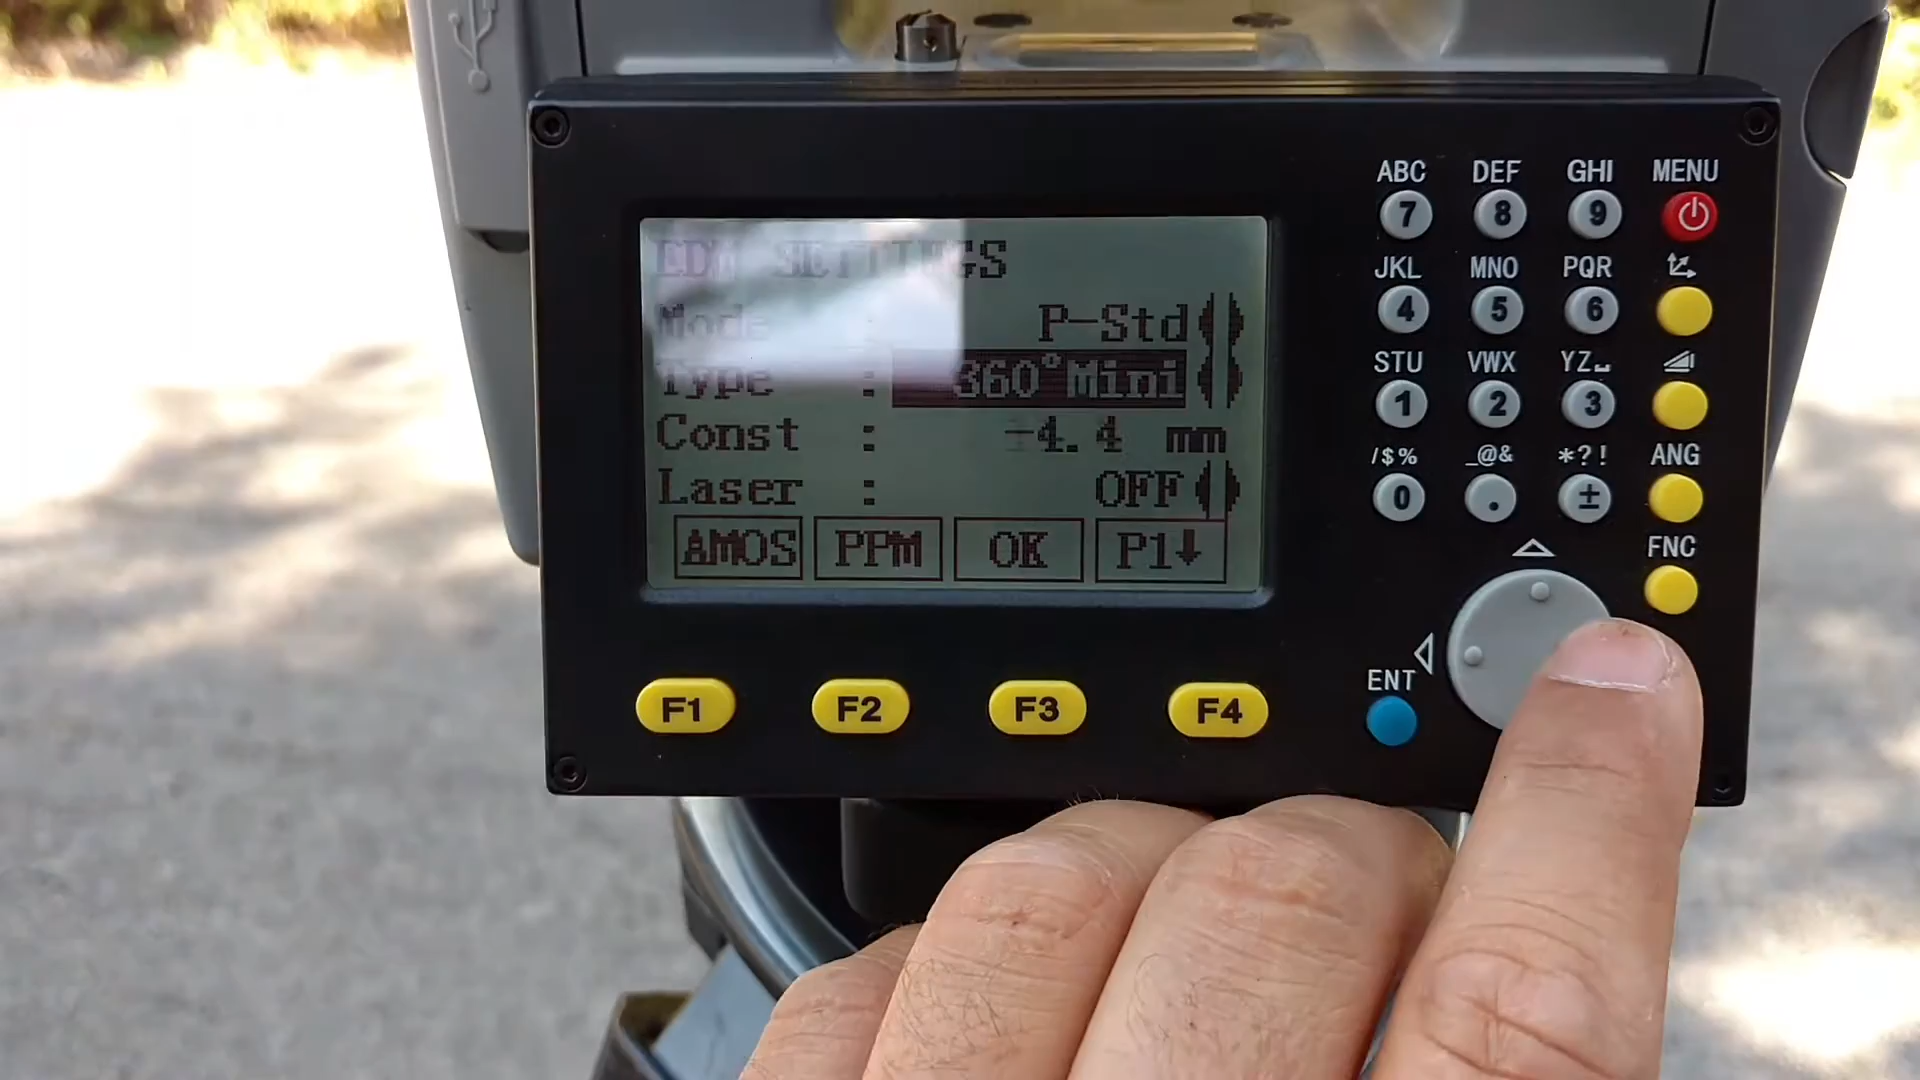 EDM SETTINGS
Mode : P-Std
Type : 360°Mini
Const : -4.4 mm
Laser : OFF
AMOS PPM OK P1↓
F1 F2 F3 F4
ABC DEF GHI MENU
7 8 9
JKL MNO PQR
4 5 6
STU VWX YZ␣
1 2 3
/$% _@& *?! ANG
0 . ±
FNC
ENT